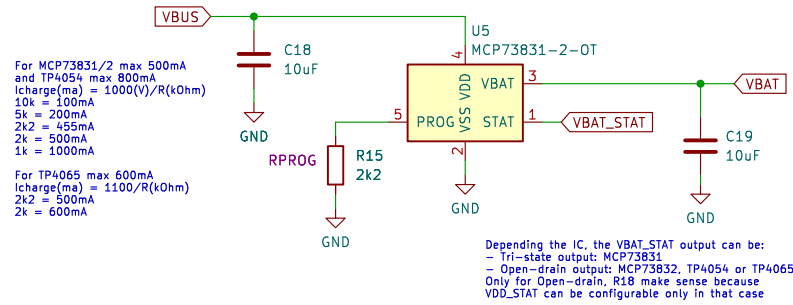 VBUS
U5
MCP73831-2-OT
C18
10uF
GND
For MCP73831/2 max 500mA
and TP4054 max 800mA
Icharge(ma) = 1000(V)/R(kOhm)
10k = 100mA
5k = 200mA
2k2 = 455mA
2k = 500mA
1k = 1000mA
For TP4065 max 600mA
Icharge(ma) = 1100/R(kOhm)
2k2 = 500mA
2k = 600mA
4
VDD
VBAT
3
VBAT
5
PROG
VSS
STAT
1
VBAT_STAT
2
GND
RPROG
R15
2k2
GND
C19
10uF
GND
Depending the IC, the VBAT_STAT output can be:
- Tri-state output: MCP73831
- Open-drain output: MCP73832, TP4054 or TP4065
Only for Open-drain, R18 make sense because
VDD_STAT can be configurable only in that case